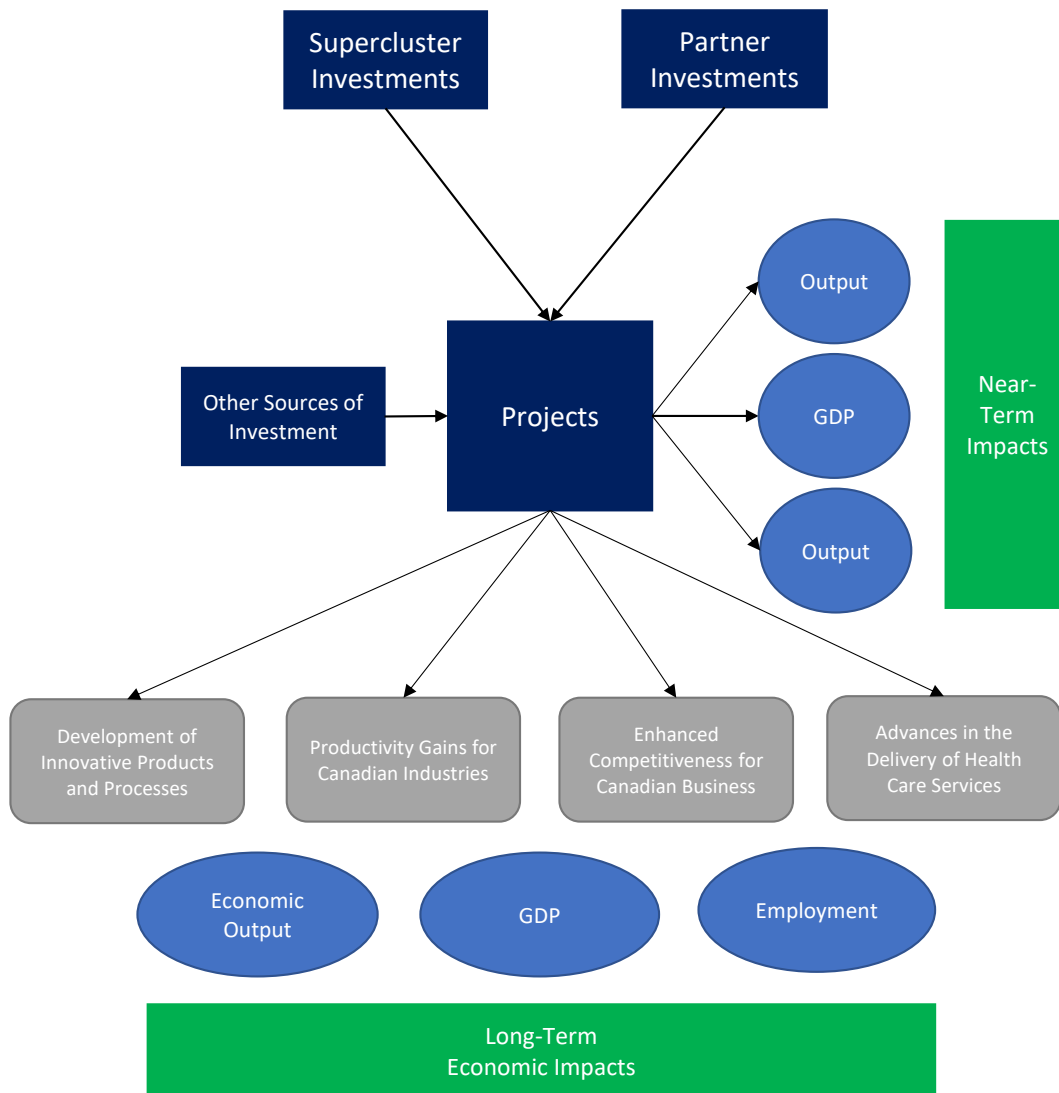 Supercluster
Investments
Partner
Investments
Output
Near-
Term
Impacts
Other Sources of
Investment
Projects
GDP
Output
Development of
Innovative Products
and Processes
Productivity Gains for
Canadian Industries
Enhanced
Competitiveness for
Canadian Business
Advances in the
Delivery of Health
Care Services
Economic
Output
GDP
Employment
Long-Term
Economic Impacts